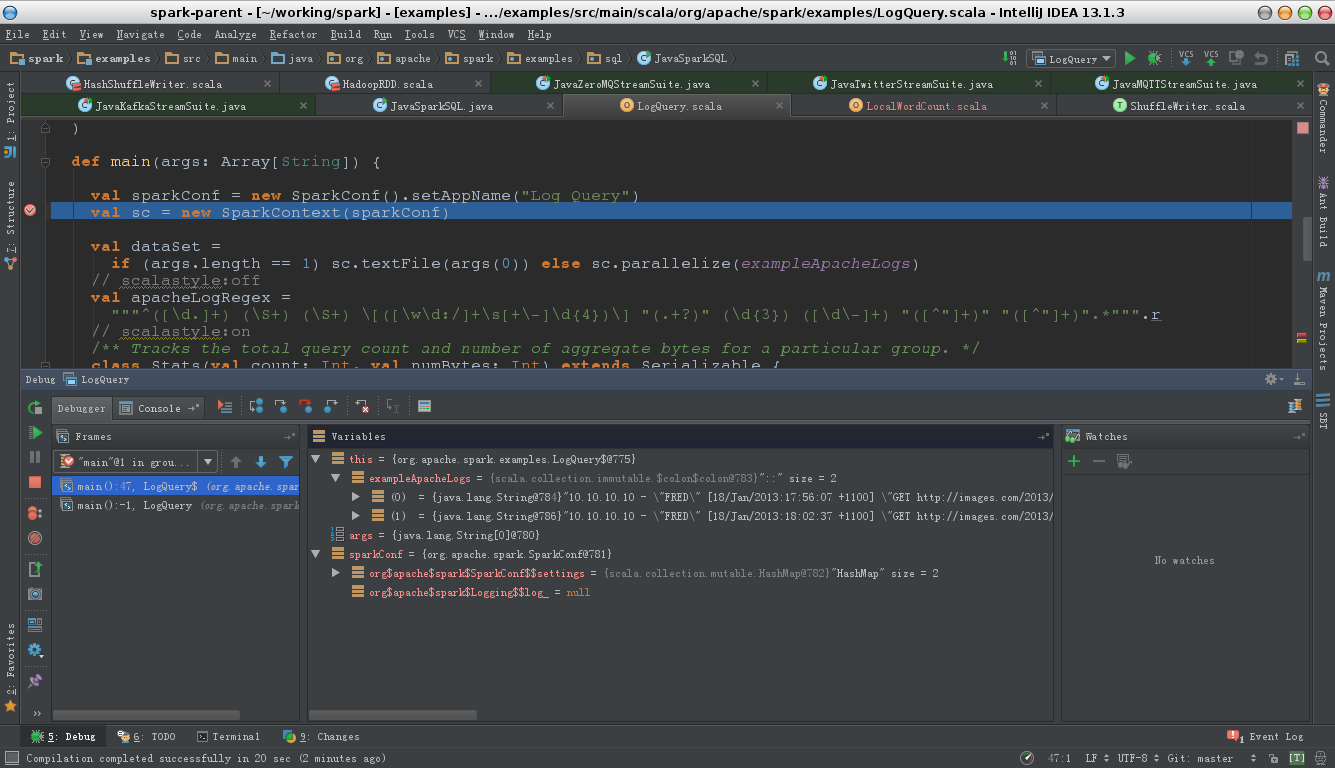 spark-parent - [~/working/spark] - [examples] - .../examples/src/main/scala/org/apache/spark/examples/LogQuery.scala - IntelliJ IDEA 13.1.3
File Edit View Navigate Code Analyze Refactor Build Run Tools VCS Window Help
spark examples src main java org apache spark examples sql JavaSparkSQL LogQuery VCS VCS
HashShuffleWriter.scala HadoopRDD.scala JavaZeroMQStreamSuite.java JavaTwitterStreamSuite.java JavaMQTTStreamSuite.java
JavaKafkaStreamSuite.java JavaSparkSQL.java LogQuery.scala LocalWordCount.scala ShuffleWriter.scala
1: Project
7: Structure
2: Favorites
)
def main(args: Array[String]) {
val sparkConf = new SparkConf().setAppName("Log Query")
val sc = new SparkContext(sparkConf)
val dataSet =
if (args.length == 1) sc.textFile(args(0)) else sc.parallelize(exampleApacheLogs)
// scalastyle:off
val apacheLogRegex =
"""^([\d.]+) (\S+) (\S+) \[([\w\d:/]+\s[+\-]\d{4})\] "(.+?)" (\d{3}) ([\d\-]+) "([^"]+)" "([^"]+)".*""".r
// scalastyle:on
/** Tracks the total query count and number of aggregate bytes for a particular group. */
class Stats(val count: Int, val numBytes: Int) extends Serializable {
Commander
Ant Build
Maven Projects
SBT
Debug LogQuery
Debugger Console
Frames
"main"@1 in grou...
main():47, LogQuery$ (org.apache.spar
main():-1, LogQuery (org.apache.spark
Variables
this = {org.apache.spark.examples.LogQuery$@775}
exampleApacheLogs = {scala.collection.immutable.$colon$colon@783}"::" size = 2
(0) = {java.lang.String@784}"10.10.10.10 - \"FRED\" [18/Jan/2013:17:56:07 +1100] \"GET http://images.com/2013/
(1) = {java.lang.String@786}"10.10.10.10 - \"FRED\" [18/Jan/2013:18:02:37 +1100] \"GET http://images.com/2013/
args = {java.lang.String[0]@780}
sparkConf = {org.apache.spark.SparkConf@781}
org$apache$spark$SparkConf$$settings = {scala.collection.mutable.HashMap@782}"HashMap" size = 2
org$apache$spark$Logging$$log_ = null
Watches
No watches
5: Debug 6: TODO Terminal 9: Changes 1 Event Log
Compilation completed successfully in 20 sec (2 minutes ago) 47:1 LF UTF-8 Git: master [T]